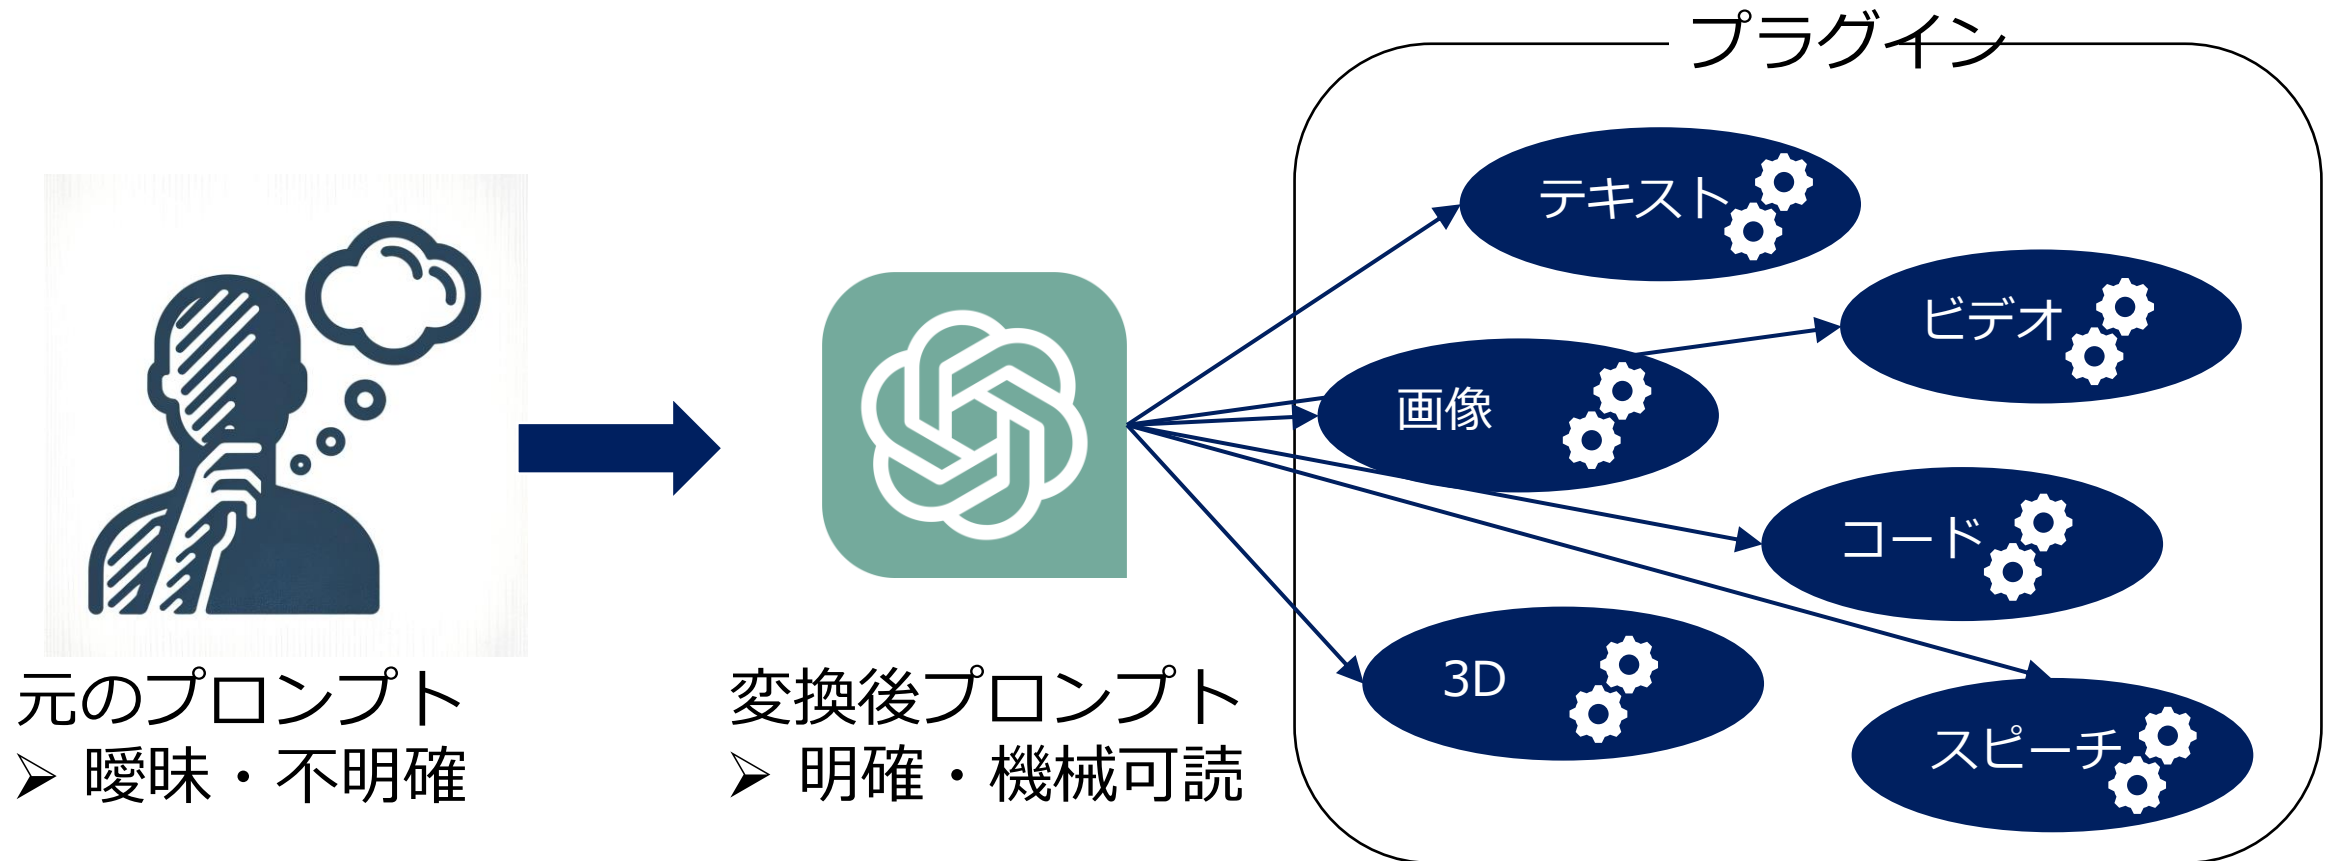 プラグイン
テキスト
ビデオ
画像
コード
3D
スピーチ
元のプロンプト
➢ 曖昧・不明確
変換後プロンプト
➢ 明確・機械可読